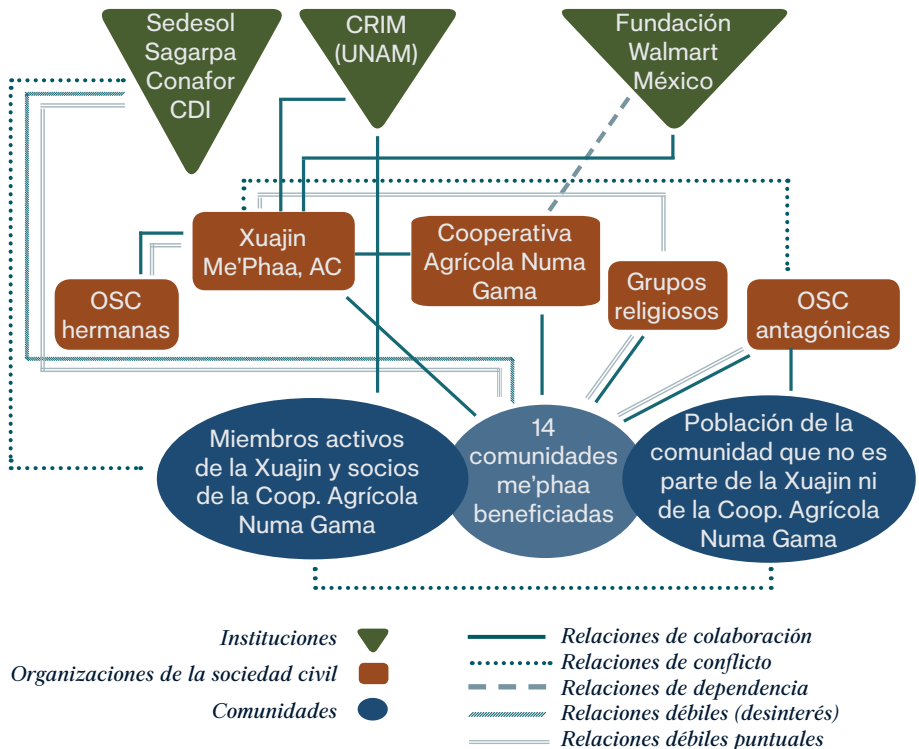 Sedesol
Sagarpa
Conafor
CDI
CRIM
(UNAM)
Fundación
Walmart
México
Xuajin
Me'Phaa, AC
Cooperativa
Agrícola Numa
Gama
Grupos
religiosos
OSC
hermanas
OSC
antagónicas
Miembros activos
de la Xuajin y socios
de la Coop. Agrícola
Numa Gama
14
comunidades
me'phaa
beneficiadas
Población de la
comunidad que no es
parte de la Xuajin ni
de la Coop. Agrícola
Numa Gama
Instituciones
Organizaciones de la sociedad civil
Comunidades
Relaciones de colaboración
Relaciones de conflicto
Relaciones de dependencia
Relaciones débiles (desinterés)
Relaciones débiles puntuales